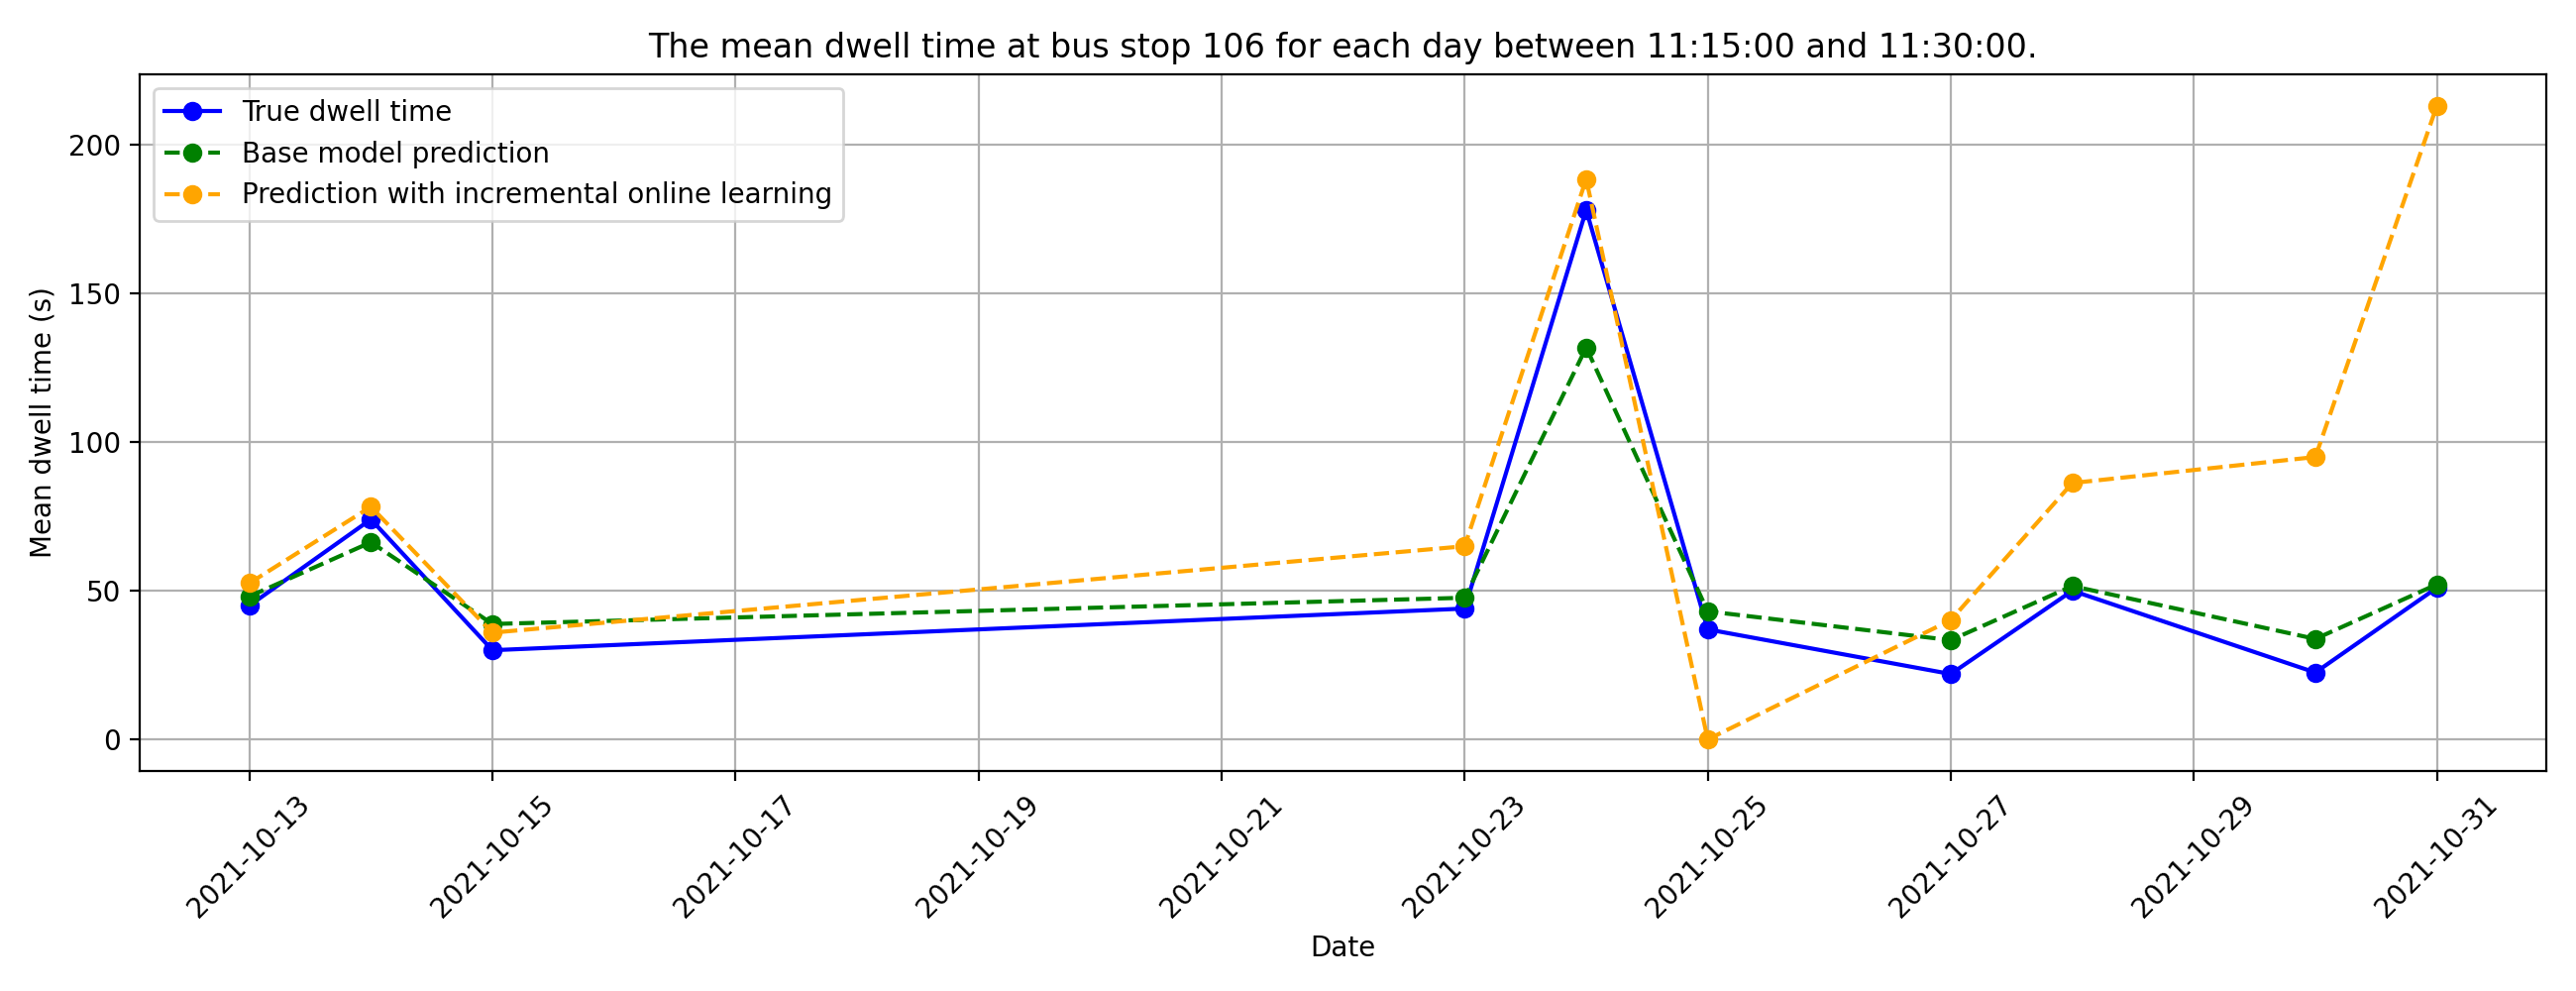 The mean dwell time at bus stop 106 for each day between 11:15:00 and 11:30:00.
True dwell time
Base model prediction
Prediction with incremental online learning
Mean dwell time (s)
200
150
100
50
0
2021-10-13
2021-10-15
2021-10-17
2021-10-19
2021-10-21
2021-10-23
2021-10-25
2021-10-27
2021-10-29
2021-10-31
Date